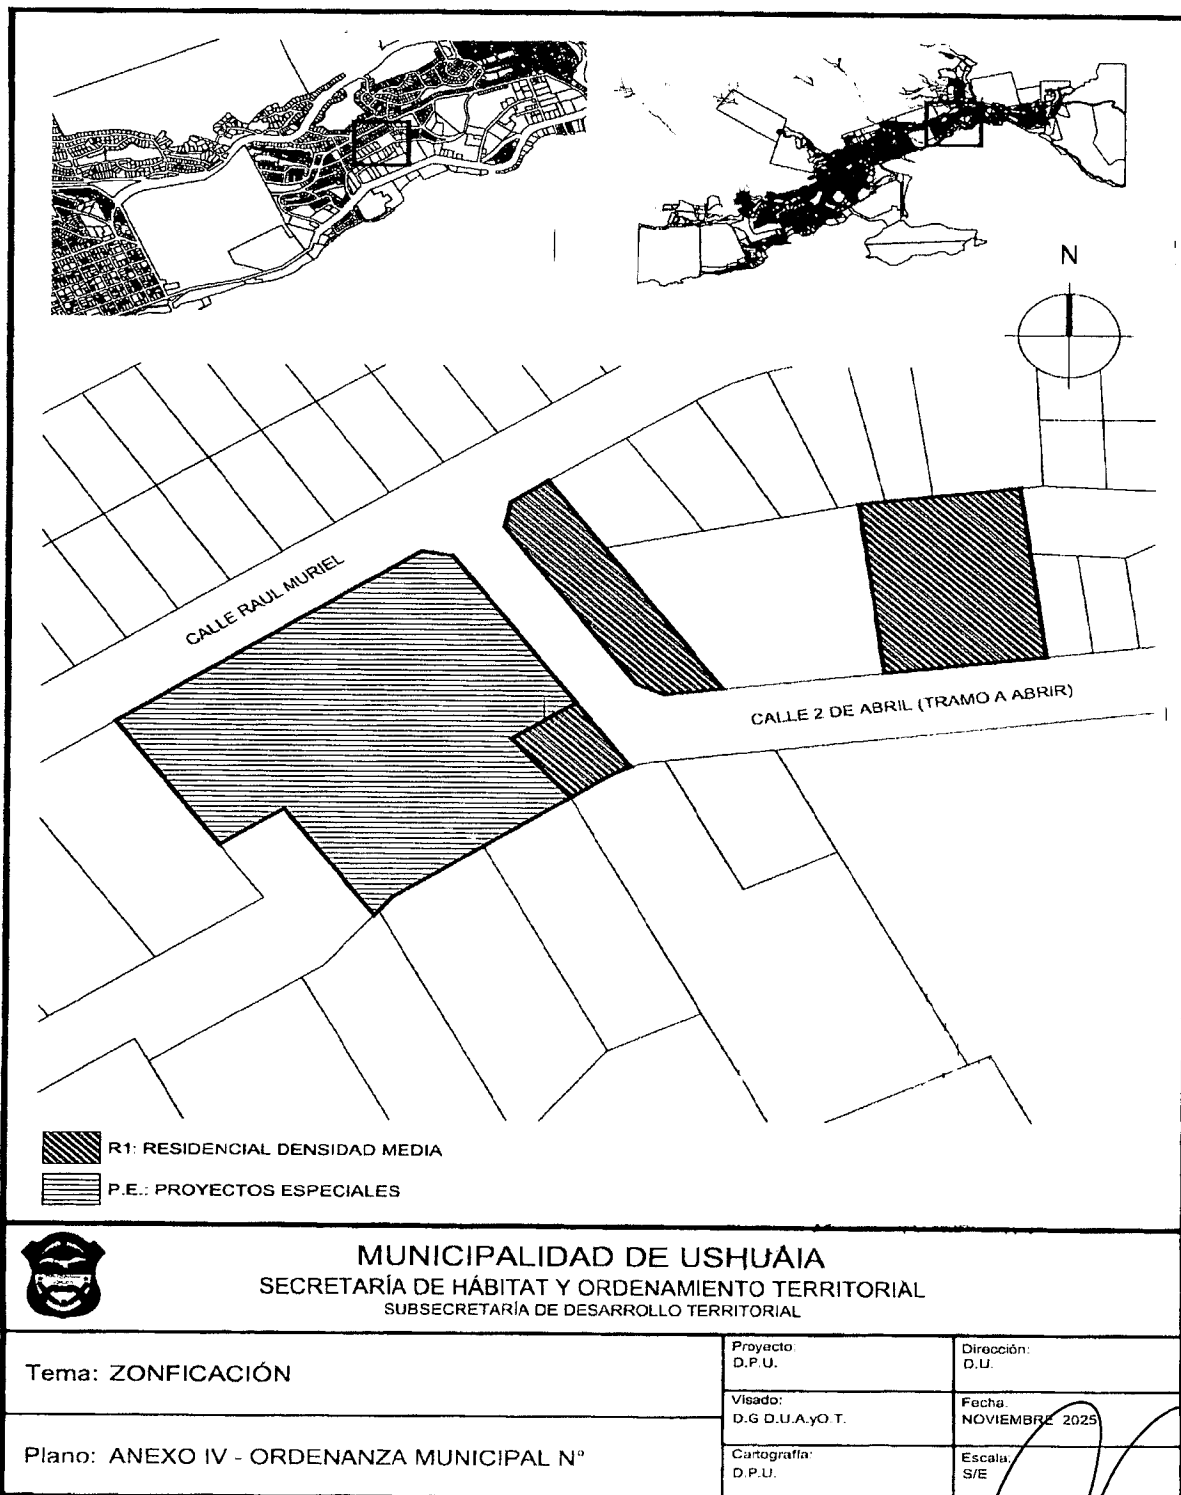 N
CALLE RAUL MURIEL
CALLE 2 DE ABRIL (TRAMO A ABRIR)
R1: RESIDENCIAL DENSIDAD MEDIA
P.E.: PROYECTOS ESPECIALES
MUNICIPALIDAD DE USHUAIA
SECRETARÍA DE HÁBITAT Y ORDENAMIENTO TERRITORIAL
SUBSECRETARÍA DE DESARROLLO TERRITORIAL
Tema: ZONFICACIÓN
Proyecto:
D.P.U.
Dirección:
D.U.
Visado:
D.G D.U.A.yO.T.
Fecha:
NOVIEMBRE 2025
Plano: ANEXO IV - ORDENANZA MUNICIPAL Nº
Cartografía:
D.P.U.
Escala:
S/E